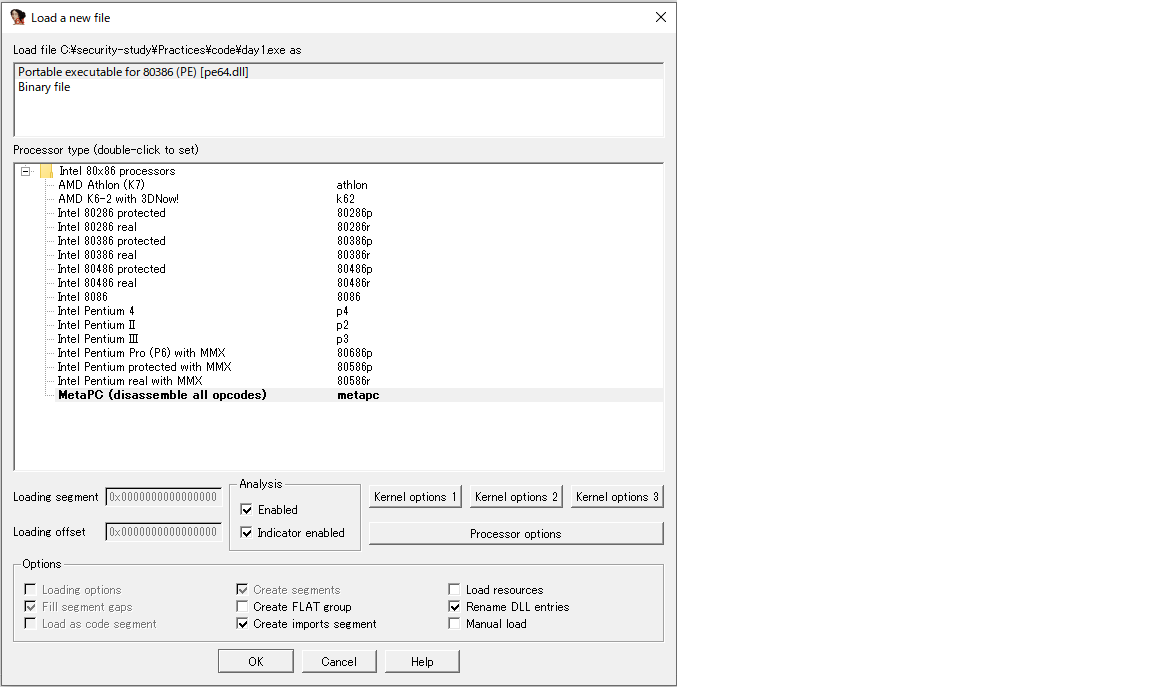 Load a new file
Load file C:¥security-study¥Practices¥code¥day1.exe as
Portable executable for 80386 (PE) [pe64.dll]
Binary file
Processor type (double-click to set)
Intel 80x86 processors
AMD Athlon (K7) athlon
AMD K6-2 with 3DNow! k62
Intel 80286 protected 80286p
Intel 80286 real 80286r
Intel 80386 protected 80386p
Intel 80386 real 80386r
Intel 80486 protected 80486p
Intel 80486 real 80486r
Intel 8086 8086
Intel Pentium 4 p4
Intel Pentium II p2
Intel Pentium III p3
Intel Pentium Pro (P6) with MMX 80686p
Intel Pentium protected with MMX 80586p
Intel Pentium real with MMX 80586r
MetaPC (disassemble all opcodes) metapc
Loading segment 0x0000000000000000
Loading offset 0x0000000000000000
Analysis
Enabled
Indicator enabled
Kernel options 1 Kernel options 2 Kernel options 3
Processor options
Options
Loading options Create segments Load resources
Fill segment gaps Create FLAT group Rename DLL entries
Load as code segment Create imports segment Manual load
OK Cancel Help